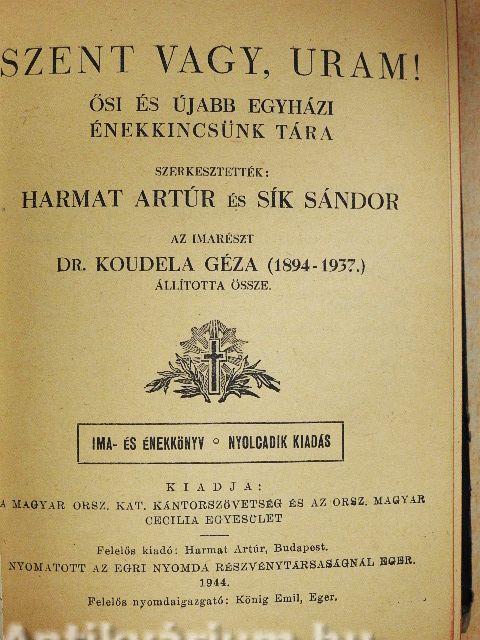 SZENT VAGY, URAM!
ŐSI ÉS ÚJABB EGYHÁZI
ÉNEKKINCSÜNK TÁRA
SZERKESZTETTÉK:
HARMAT ARTÚR ÉS SÍK SÁNDOR
AZ IMARÉSZT
DR. KOUDELA GÉZA (1894-1937.)
ÁLLÍTOTTA ÖSSZE.
IMA- ÉS ÉNEKKÖNYV ° NYOLCADIK KIADÁS
KIADJA:
A MAGYAR ORSZ. KAT. KÁNTORSZÖVETSÉG ÉS AZ ORSZ. MAGYAR
CECILIA EGYESÜLET
Felelős kiadó: Harmat Artúr, Budapest.
NYOMATOTT AZ EGRI NYOMDA RÉSZVÉNYTÁRSASÁGNÁL EGER.
1944.
Felelős nyomdaigazgató: König Emil, Eger.
Antikvárium.hu